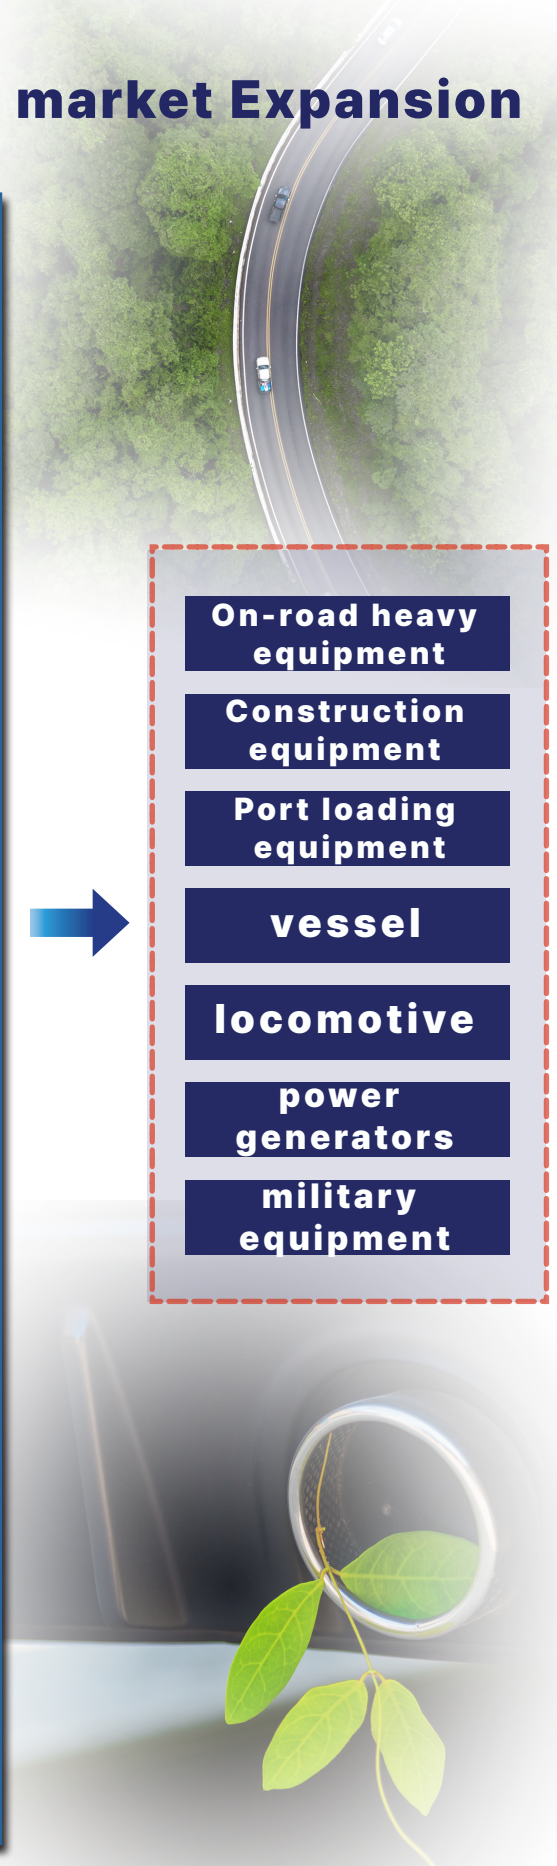 market Expansion
On-road heavy
equipment
Construction
equipment
Port loading
equipment
vessel
locomotive
power
generators
military
equipment